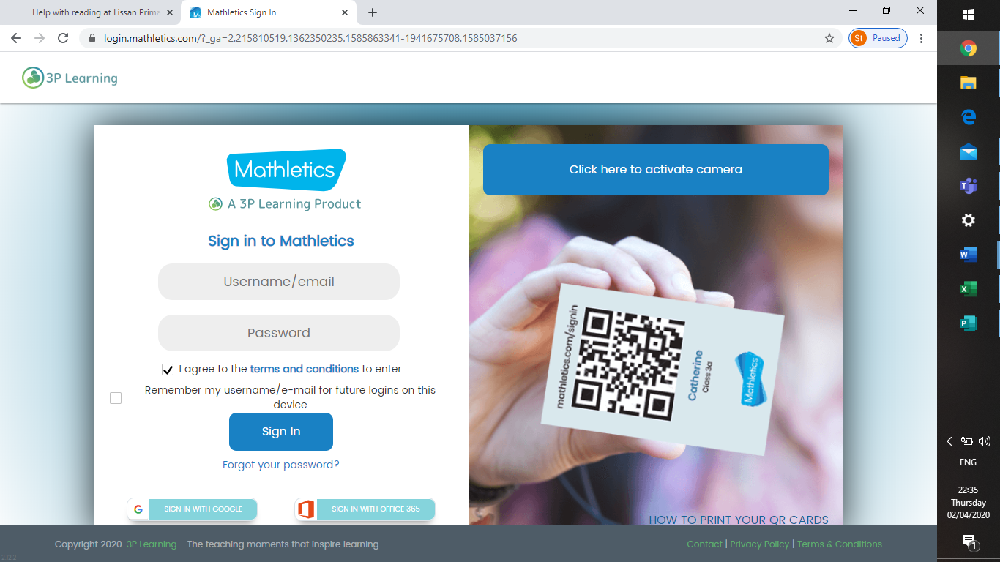 Help with reading at Lissan Prima
Mathletics Sign In
login.mathletics.com/?_ga=2.215810519.1362350235.1585863341-1941675708.1585037156
St Paused
3P Learning
Mathletics
A 3P Learning Product
Sign in to Mathletics
Username/email
Password
I agree to the terms and conditions to enter
Remember my username/e-mail for future logins on this
device
Sign In
Forgot your password?
SIGN IN WITH GOOGLE
SIGN IN WITH OFFICE 365
Click here to activate camera
mathletics.com/signin
Catherine
Class 3a
Mathletics
HOW TO PRINT YOUR QR CARDS
Copyright 2020. 3P Learning - The teaching moments that inspire learning.
Contact | Privacy Policy | Terms & Conditions
2:02
ENG
22:35
Thursday
02/04/2020
1